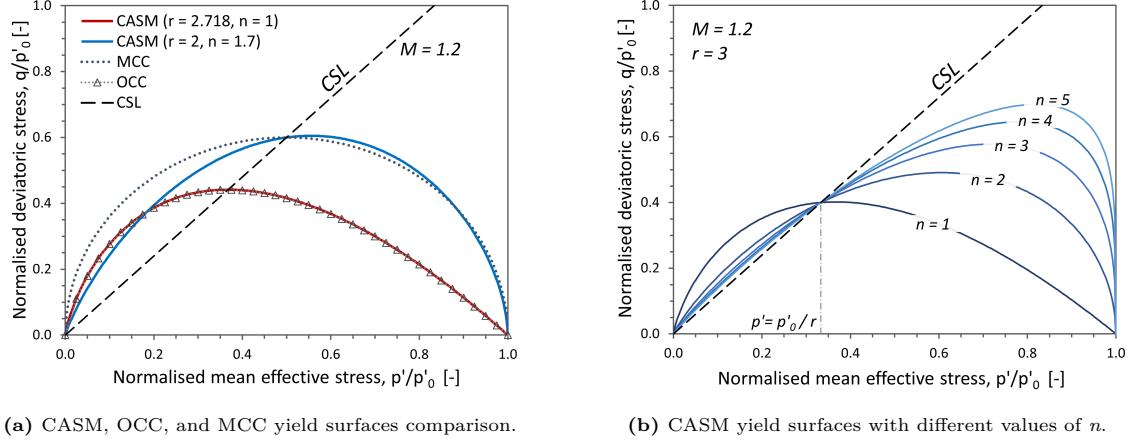 Normalised deviatoric stress, q/p'₀ [-]
1.0
0.8
0.6
0.4
0.2
0.0
CASM (r = 2.718, n = 1)
CASM (r = 2, n = 1.7)
MCC
OCC
CSL
M = 1.2
CSL
0.0 0.2 0.4 0.6 0.8 1.0
Normalised mean effective stress, p'/p'₀ [-]
(a) CASM, OCC, and MCC yield surfaces comparison.
Normalised deviatoric stress, q/p'₀ [-]
1.0
0.8
0.6
0.4
0.2
0.0
M = 1.2
r = 3
CSL
n = 5
n = 4
n = 3
n = 2
n = 1
p'= p'₀ / r
0.0 0.2 0.4 0.6 0.8 1.0
Normalised mean effective stress, p'/p'₀ [-]
(b) CASM yield surfaces with different values of n.